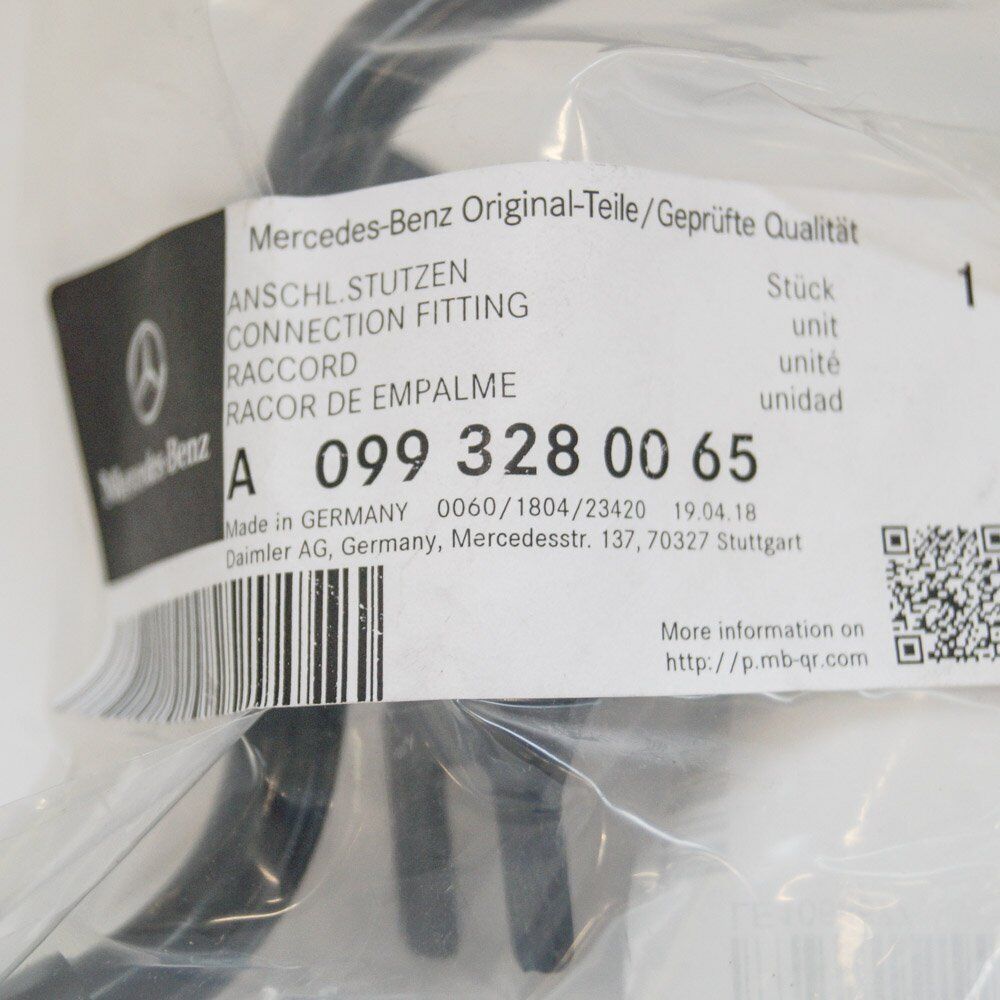 Mercedes-Benz Original-Teile/Geprüfte Qualität
ANSCHL.STUTZEN
CONNECTION FITTING
RACCORD
RACOR DE EMPALME
Stück 1
unit
unité
unidad
Mercedes-Benz
A 099 328 00 65
Made in GERMANY 0060/1804/23420 19.04.18
Daimler AG, Germany, Mercedesstr. 137, 70327 Stuttgart
More information on
http://p.mb-qr.com